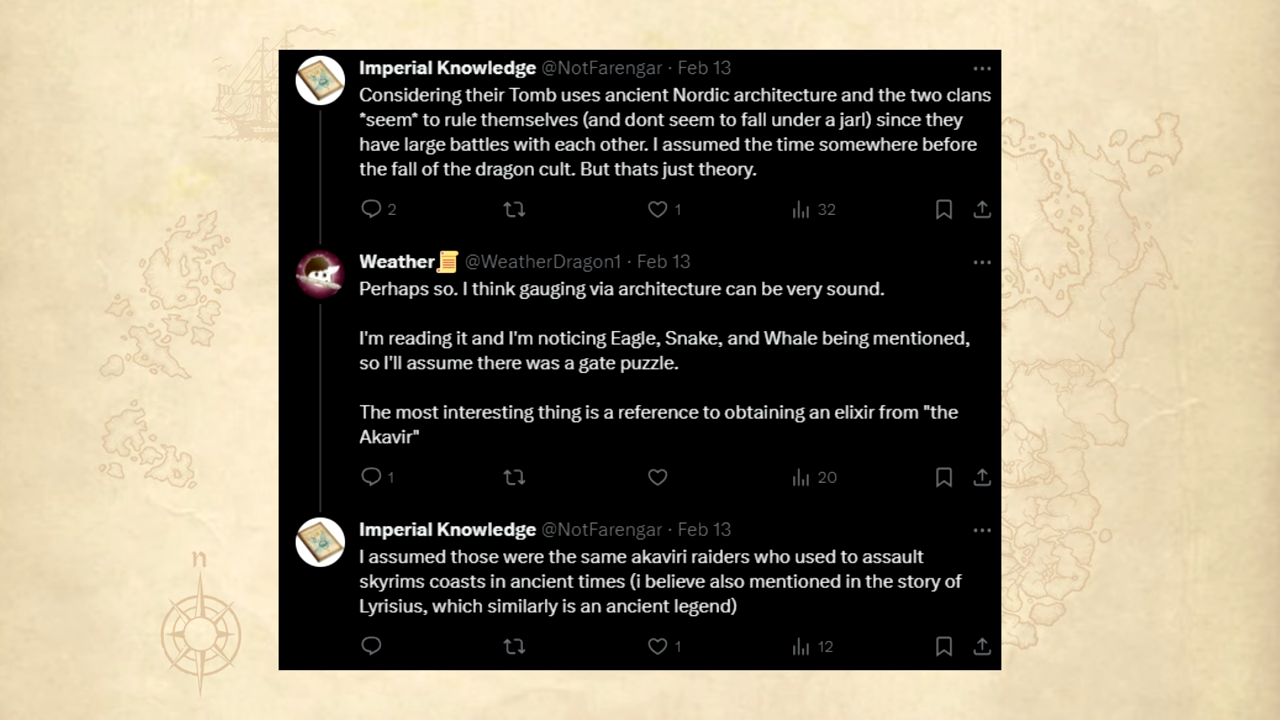 Imperial Knowledge @NotFarengar · Feb 13
Considering their Tomb uses ancient Nordic architecture and the two clans
*seem* to rule themselves (and dont seem to fall under a jarl) since they
have large battles with each other. I assumed the time somewhere before
the fall of the dragon cult. But thats just theory.
2 1 32
Weather📜 @WeatherDragon1 · Feb 13
Perhaps so. I think gauging via architecture can be very sound.
I'm reading it and I'm noticing Eagle, Snake, and Whale being mentioned,
so I'll assume there was a gate puzzle.
The most interesting thing is a reference to obtaining an elixir from "the
Akavir"
1 20
Imperial Knowledge @NotFarengar · Feb 13
I assumed those were the same akaviri raiders who used to assault
skyrims coasts in ancient times (i believe also mentioned in the story of
Lyrisius, which similarly is an ancient legend)
1 12
n